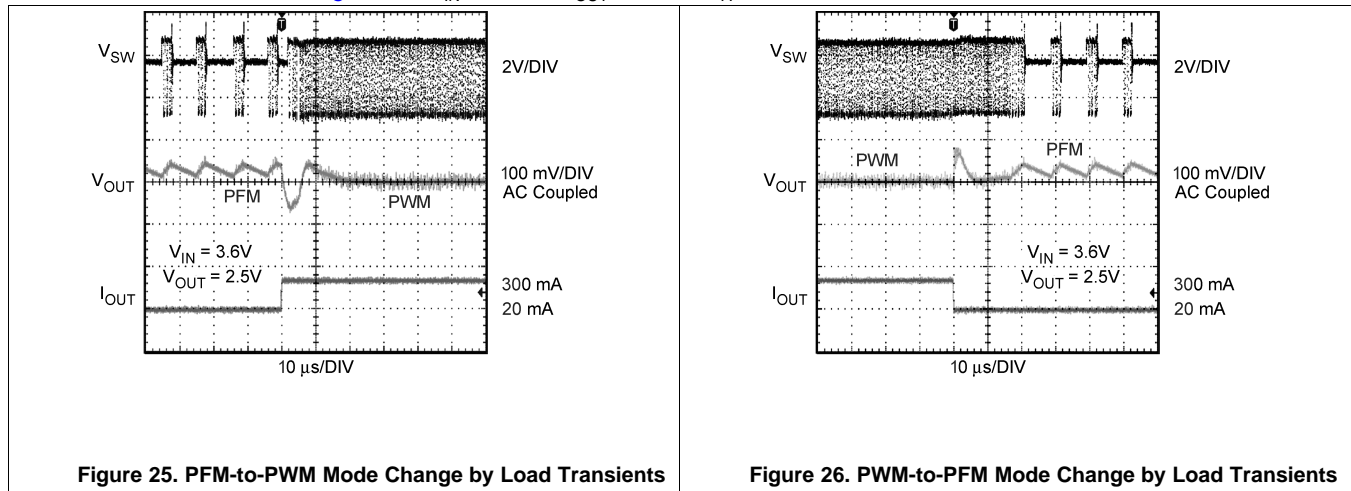 T
V_SW
2V/DIV
V_OUT
PFM
PWM
100 mV/DIV
AC Coupled
V_IN = 3.6V
V_OUT = 2.5V
I_OUT
300 mA
20 mA
10 μs/DIV
Figure 25. PFM-to-PWM Mode Change by Load Transients
T
V_SW
2V/DIV
V_OUT
PWM
PFM
100 mV/DIV
AC Coupled
V_IN = 3.6V
V_OUT = 2.5V
I_OUT
300 mA
20 mA
10 μs/DIV
Figure 26. PWM-to-PFM Mode Change by Load Transients